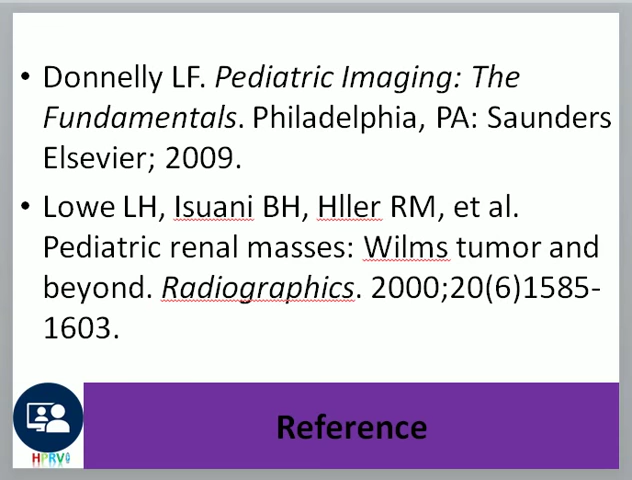 • Donnelly LF. Pediatric Imaging: The
Fundamentals. Philadelphia, PA: Saunders
Elsevier; 2009.
• Lowe LH, Isuani BH, Hller RM, et al.
Pediatric renal masses: Wilms tumor and
beyond. Radiographics. 2000;20(6)1585-
1603.
Reference
HPRV